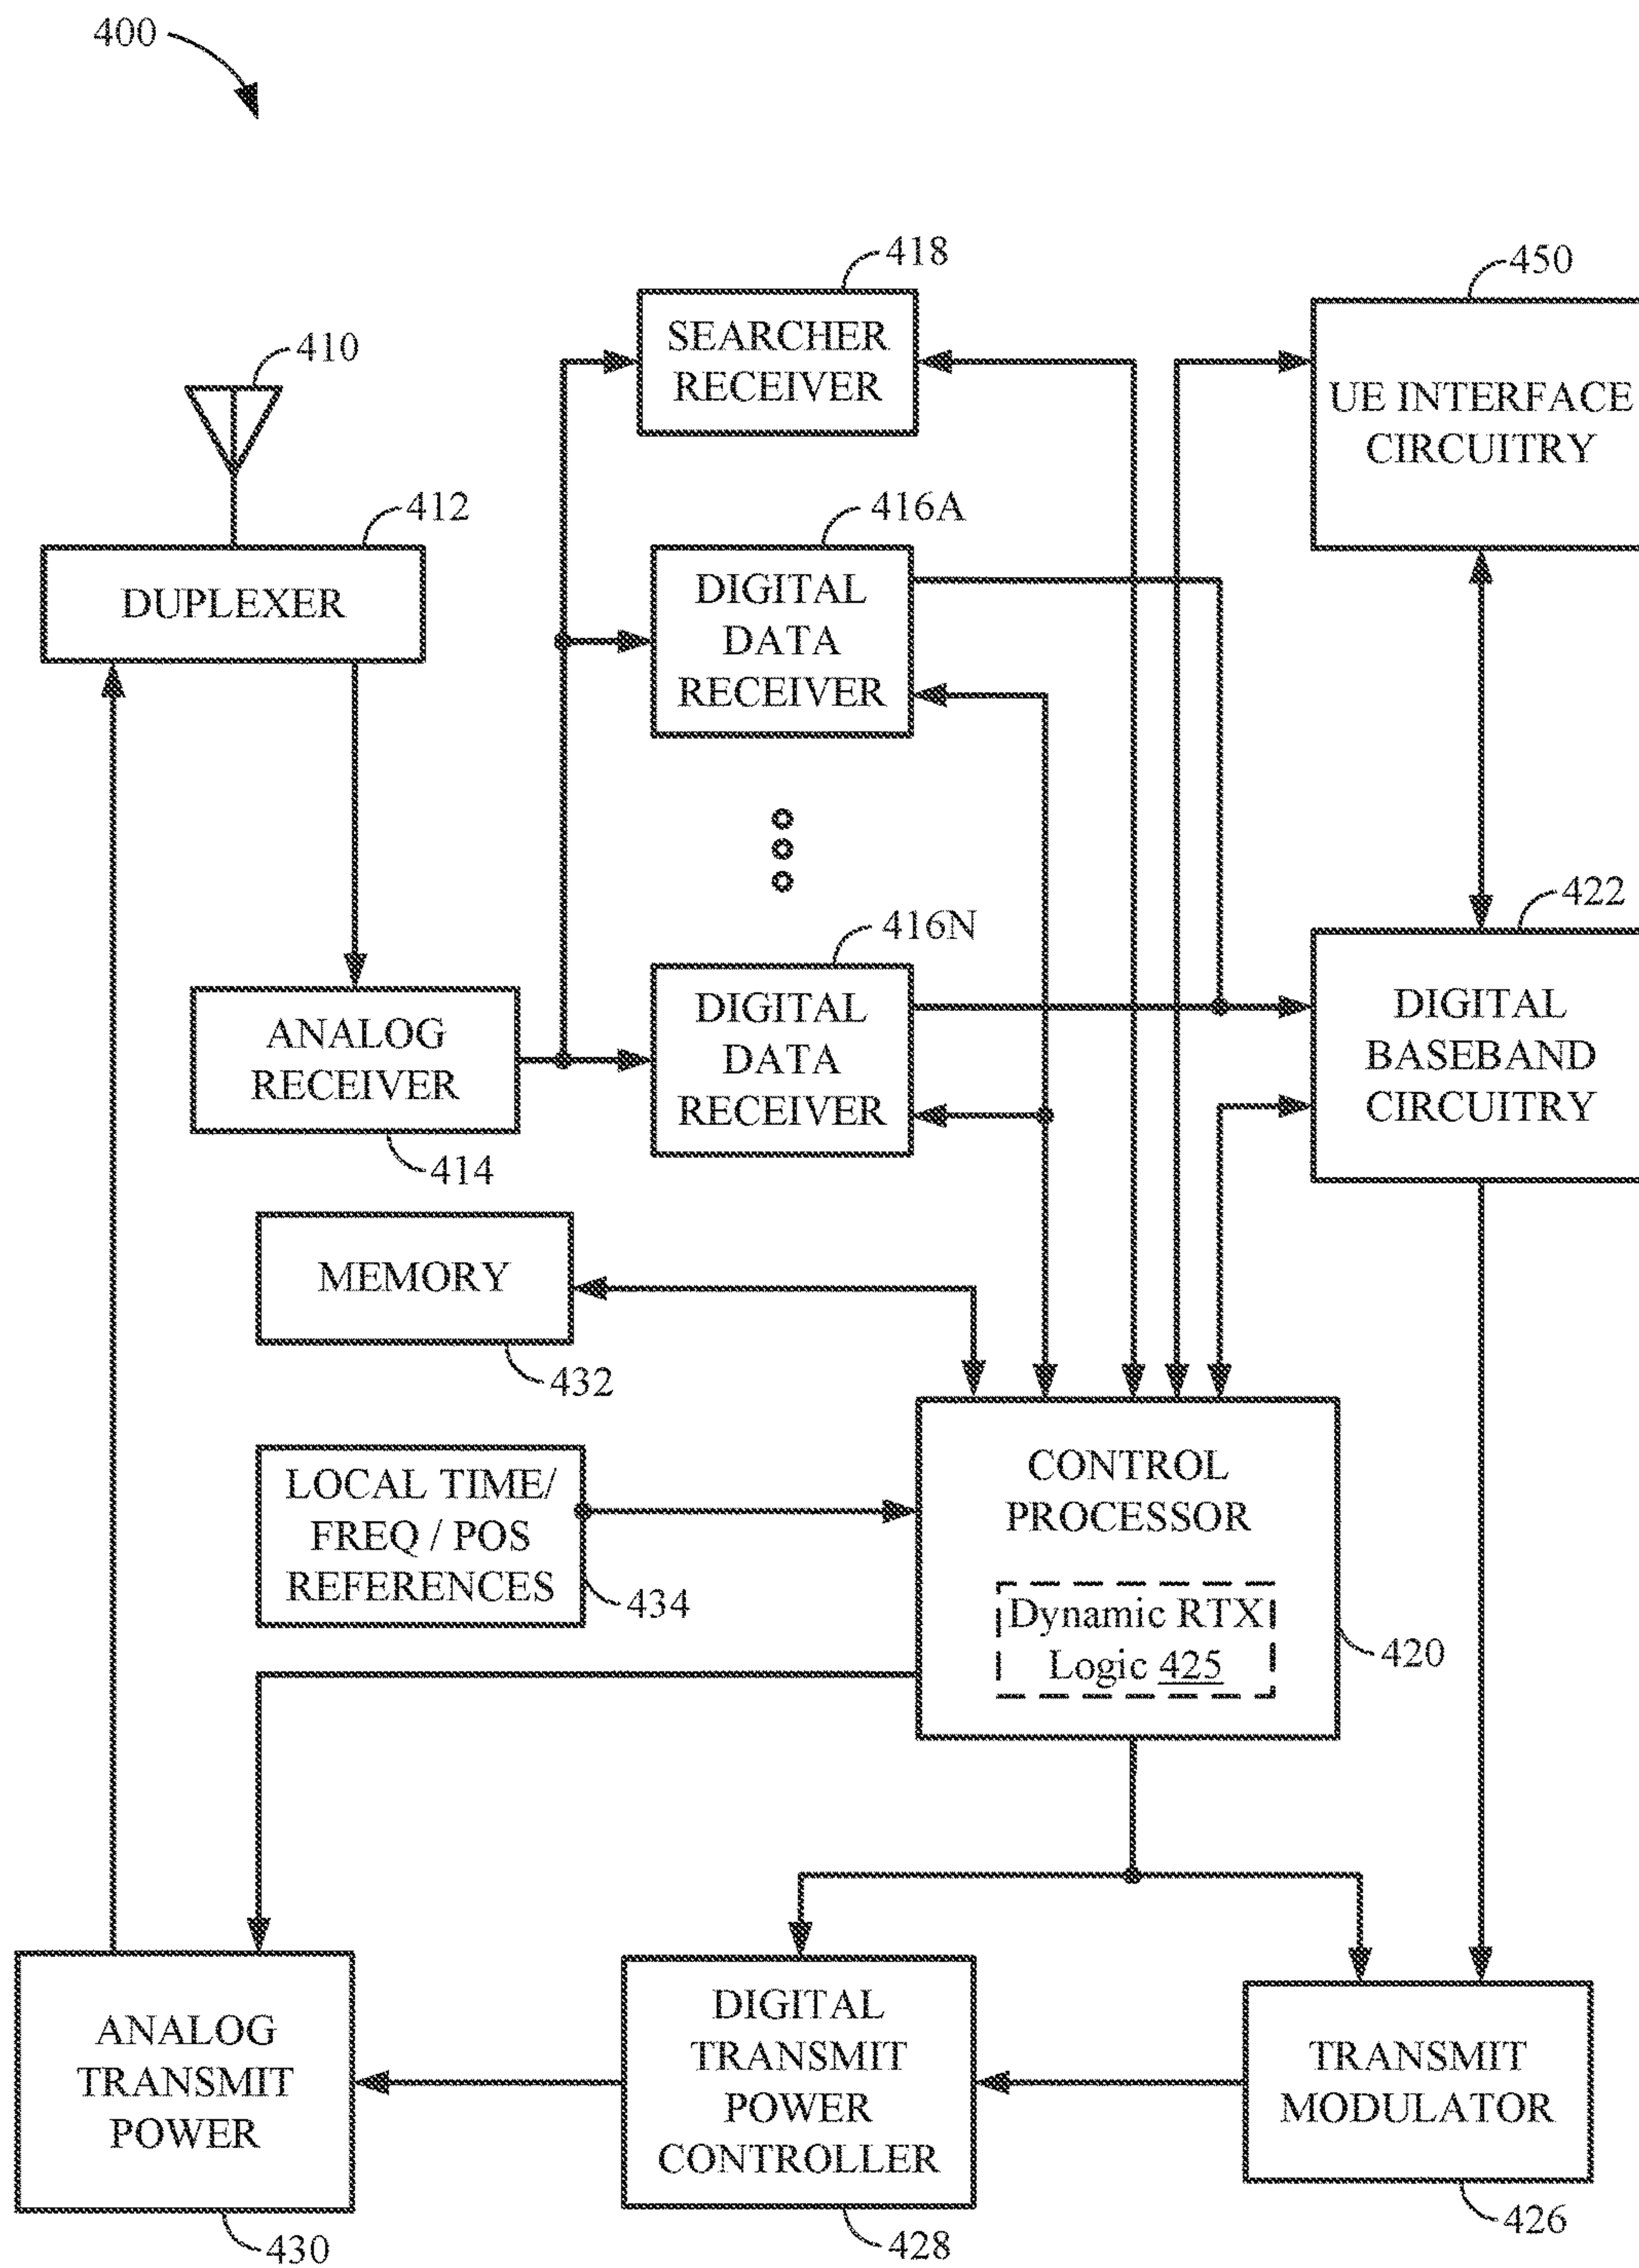 400
418
SEARCHER
RECEIVER
450
UE INTERFACE
CIRCUITRY
410
412
DUPLEXER
416A
DIGITAL
DATA
RECEIVER
416N
DIGITAL
DATA
RECEIVER
422
DIGITAL
BASEBAND
CIRCUITRY
ANALOG
RECEIVER
414
MEMORY
432
LOCAL TIME/
FREQ / POS
REFERENCES
434
CONTROL
PROCESSOR
Dynamic RTX
Logic 425
420
ANALOG
TRANSMIT
POWER
430
DIGITAL
TRANSMIT
POWER
CONTROLLER
428
TRANSMIT
MODULATOR
426